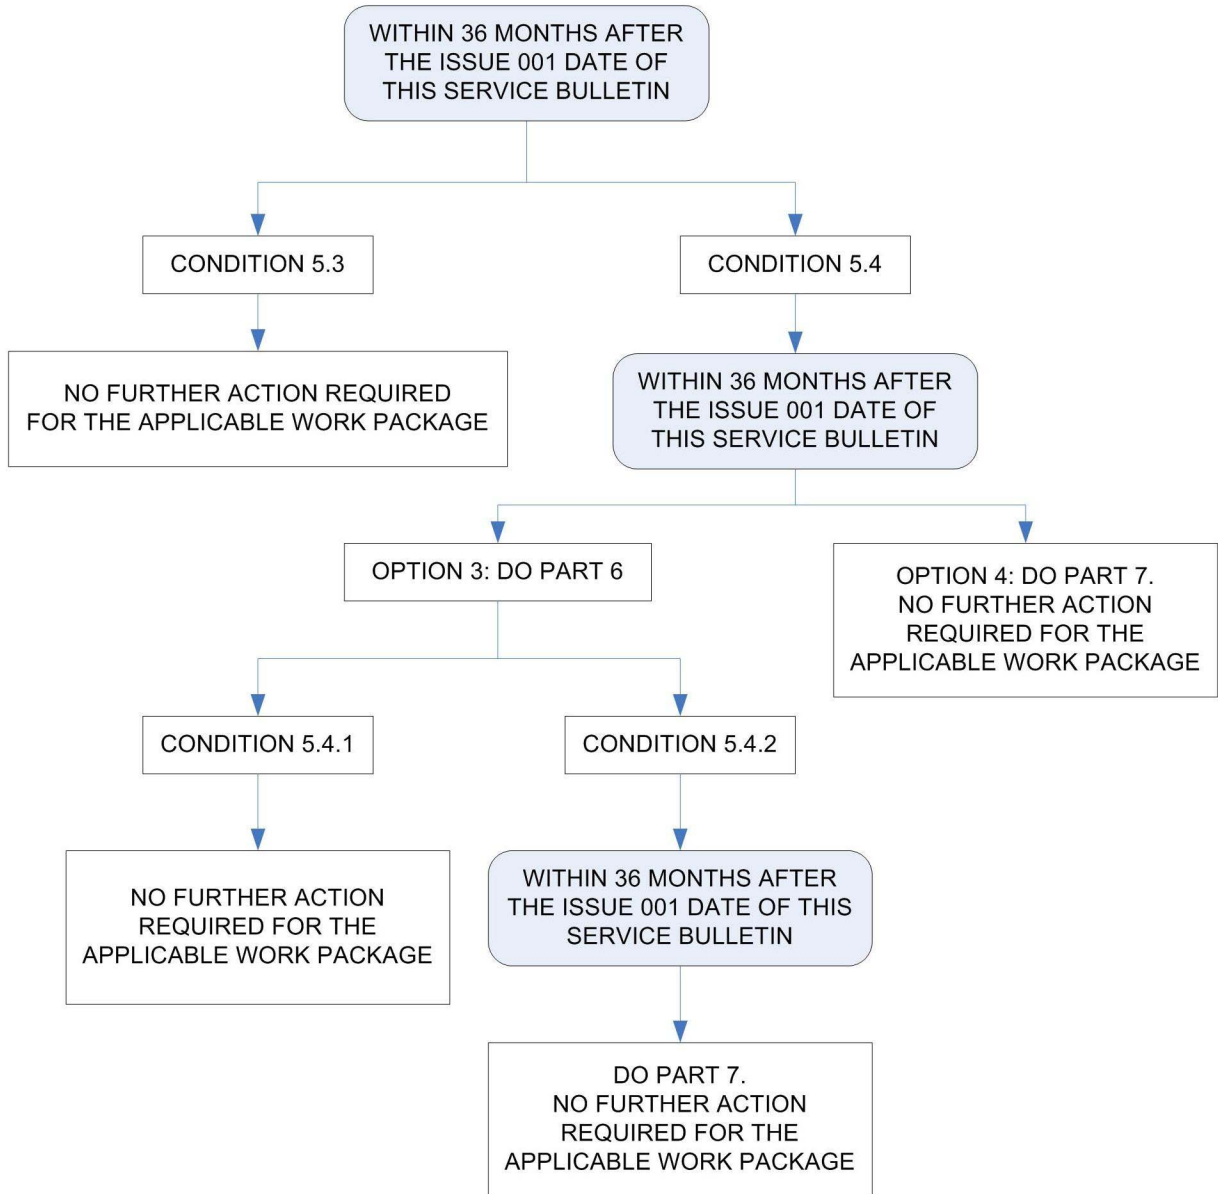 WITHIN 36 MONTHS AFTER
THE ISSUE 001 DATE OF
THIS SERVICE BULLETIN
CONDITION 5.3
CONDITION 5.4
NO FURTHER ACTION REQUIRED
FOR THE APPLICABLE WORK PACKAGE
WITHIN 36 MONTHS AFTER
THE ISSUE 001 DATE OF
THIS SERVICE BULLETIN
OPTION 3: DO PART 6
OPTION 4: DO PART 7.
NO FURTHER ACTION
REQUIRED FOR THE
APPLICABLE WORK PACKAGE
CONDITION 5.4.1
CONDITION 5.4.2
NO FURTHER ACTION
REQUIRED FOR THE
APPLICABLE WORK PACKAGE
WITHIN 36 MONTHS AFTER
THE ISSUE 001 DATE OF THIS
SERVICE BULLETIN
DO PART 7.
NO FURTHER ACTION
REQUIRED FOR THE
APPLICABLE WORK PACKAGE